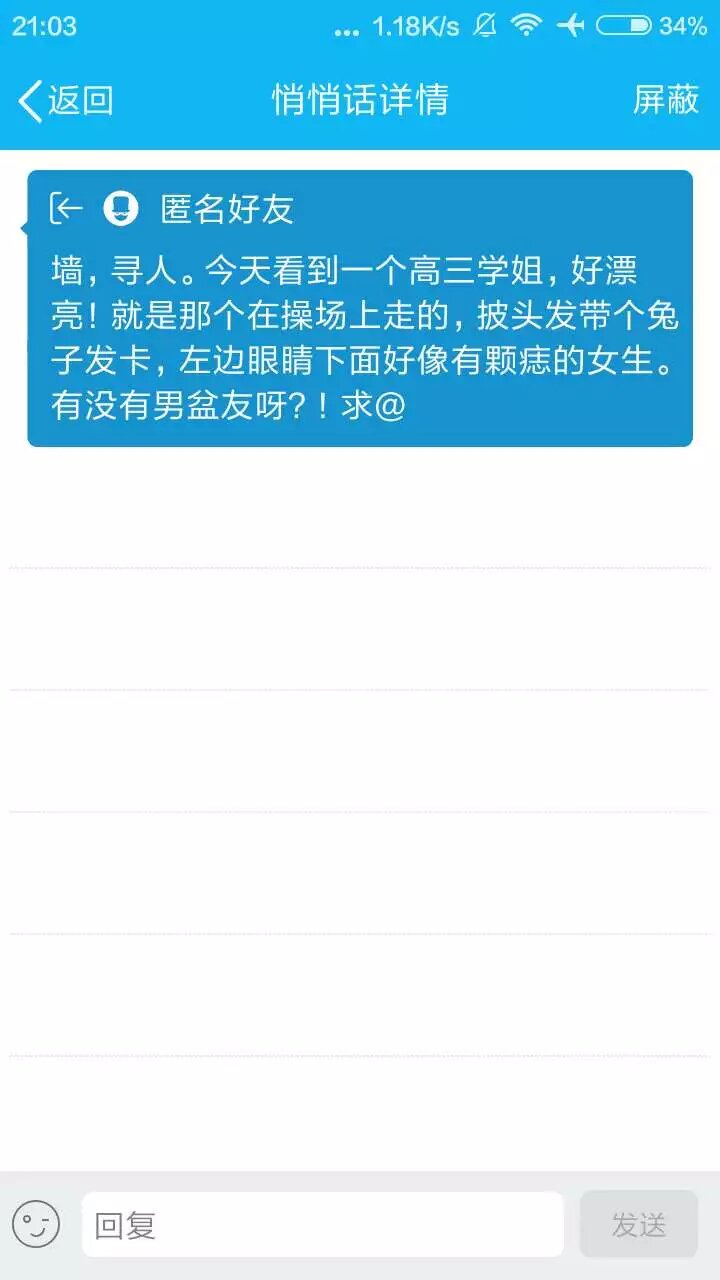 21:03 ... 1.18K/s 34%
返回 悄悄话详情 屏蔽
匿名好友
墙，寻人。今天看到一个高三学姐，好漂
亮！就是那个在操场上走的，披头发带个兔
子发卡，左边眼睛下面好像有颗痣的女生。
有没有男盆友呀？！求@
回复 发送